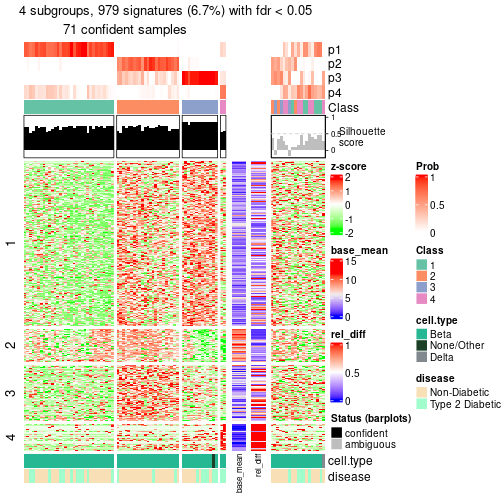 4 subgroups, 979 signatures (6.7%) with fdr < 0.05
71 confident samples
p1
p2
p3
p4
Class
1
0.5
0
Silhouette
score
1
2
3
4
cell.type
disease
base_mean
rel_diff
z-score
2
1
0
-1
-2
base_mean
15
10
5
0
rel_diff
1
0.5
0
Status (barplots)
confident
ambiguous
Prob
1
0.5
0
Class
1
2
3
4
cell.type
Beta
None/Other
Delta
disease
Non-Diabetic
Type 2 Diabetic